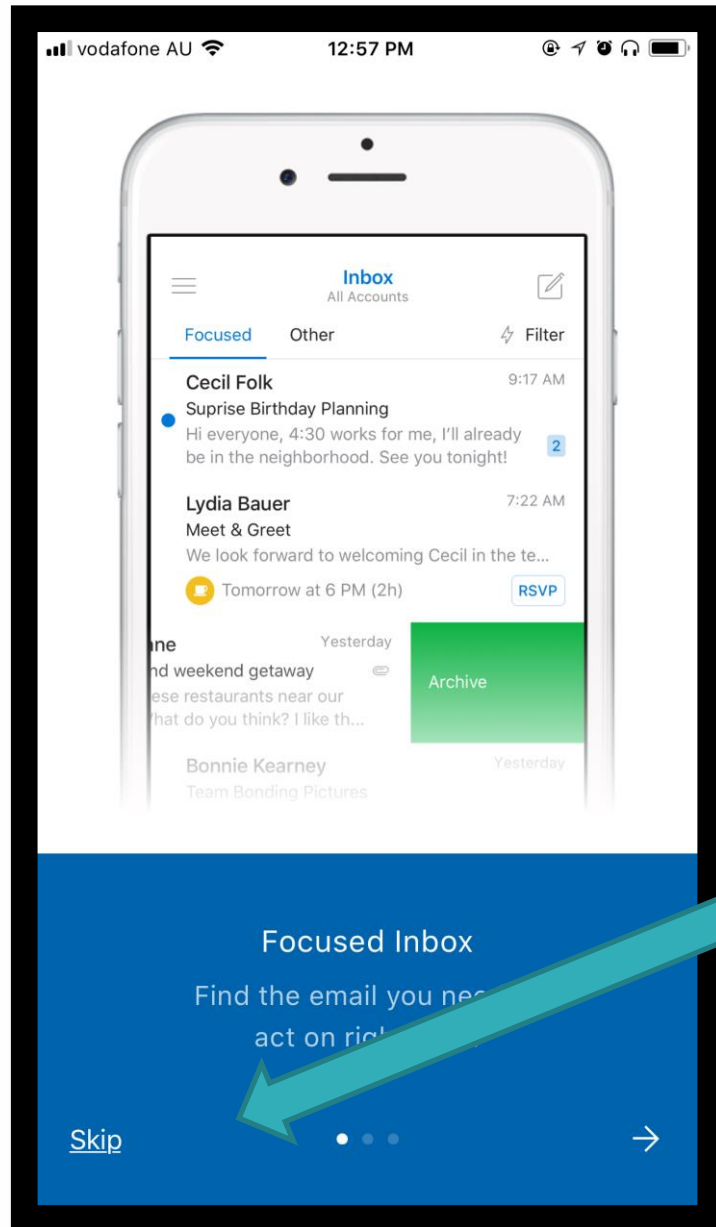 vodafone AU 12:57 PM
Inbox
All Accounts
Focused Other Filter
Cecil Folk 9:17 AM
Suprise Birthday Planning
Hi everyone, 4:30 works for me, I'll already
be in the neighborhood. See you tonight!
2
Lydia Bauer 7:22 AM
Meet & Greet
We look forward to welcoming Cecil in the te...
Tomorrow at 6 PM (2h) RSVP
Yesterday
weekend getaway
restaurants near our
do you think? I like th...
Archive
Bonnie Kearney Yesterday
Team Bonding Pictures
Focused Inbox
Find the email you
act on
Skip